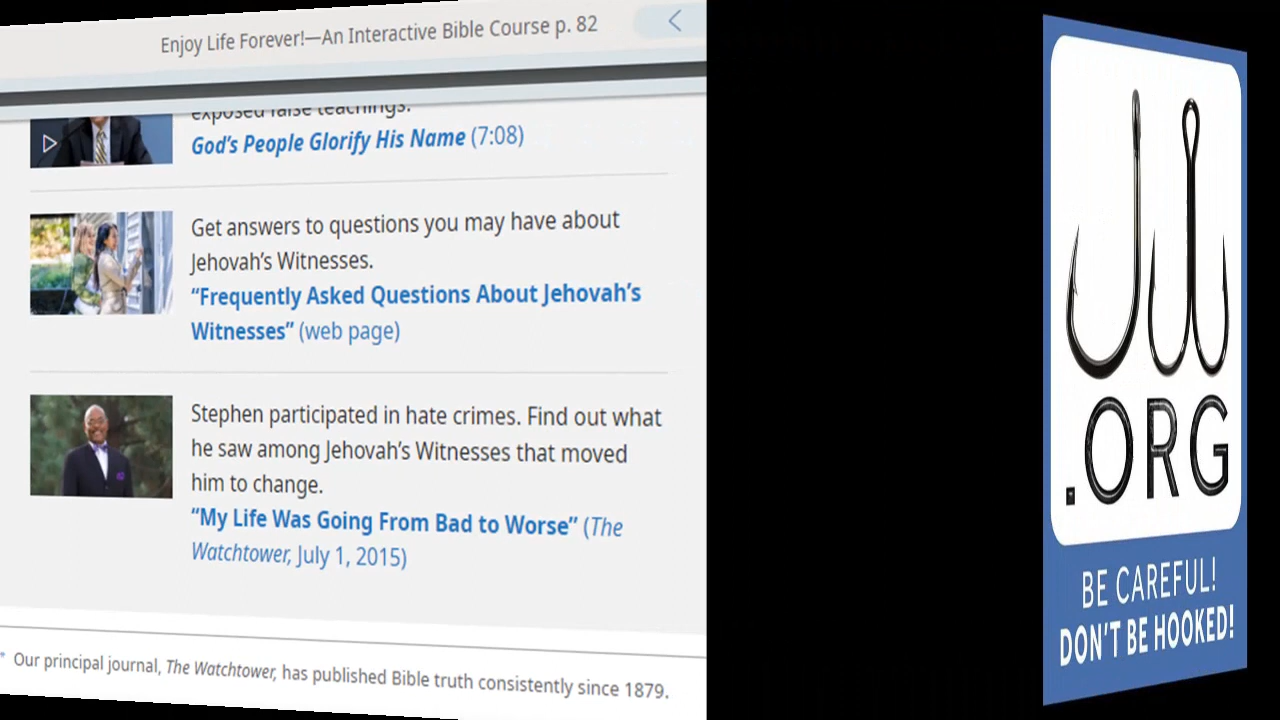 Enjoy Life Forever!—An Interactive Bible Course p. 82
exposed false teachings.
God's People Glorify His Name (7:08)
Get answers to questions you may have about
Jehovah's Witnesses.
“Frequently Asked Questions About Jehovah's
Witnesses” (web page)
Stephen participated in hate crimes. Find out what
he saw among Jehovah's Witnesses that moved
him to change.
“My Life Was Going From Bad to Worse” (The
Watchtower, July 1, 2015)
* Our principal journal, The Watchtower, has published Bible truth consistently since 1879.
JW
.ORG
BE CAREFUL!
DON'T BE HOOKED!